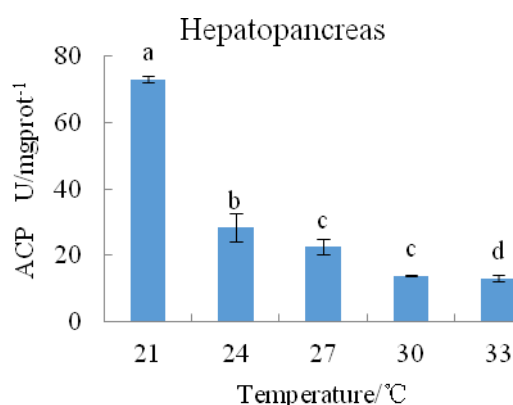 Hepatopancreas
ACP U/mgprot⁻¹
80
60
40
20
0
a
b
c
c
d
21 24 27 30 33
Temperature/℃